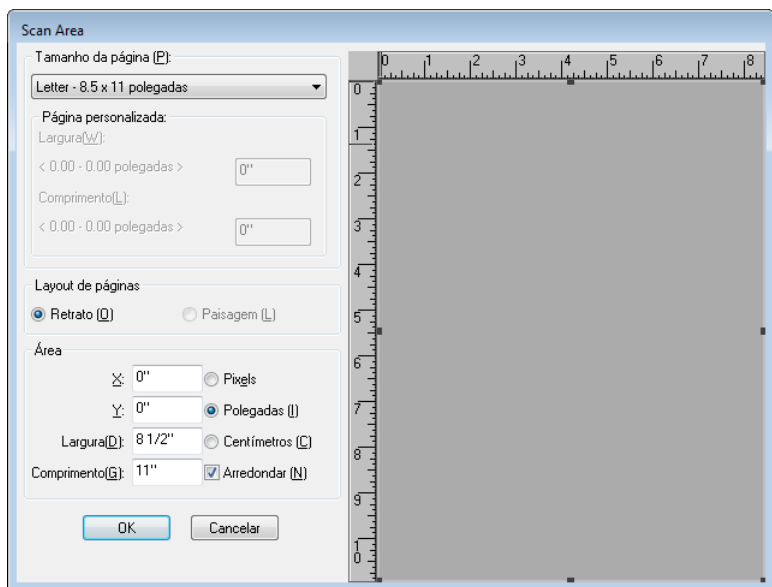 Scan Area
Tamanho da página (P):
Letter - 8.5 x 11 polegadas
Página personalizada:
Largura(W):
< 0.00 - 0.00 polegadas > 0"
Comprimento(L):
< 0.00 - 0.00 polegadas > 0"
Layout de páginas
Retrato (O) Paisagem (L)
Área
X: 0" Pixels
Y: 0" Polegadas (I)
Largura(D): 8 1/2" Centímetros (C)
Comprimento(G): 11" Arredondar (N)
OK Cancelar
0 1 2 3 4 5 6 7 8
0
1
2
3
4
5
6
7
8
9
10